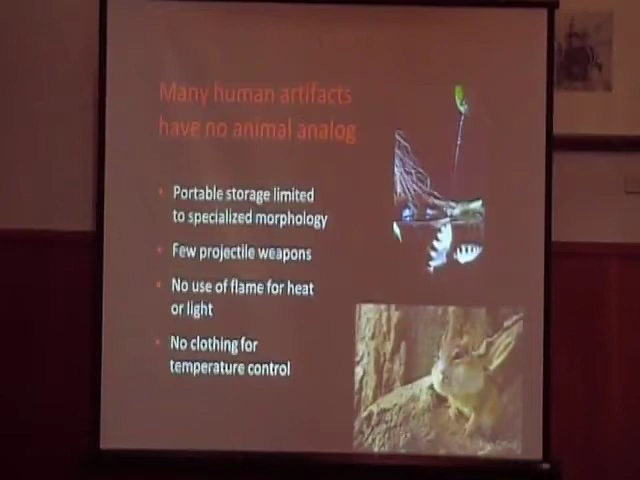 Many human artifacts
have no animal analog
• Portable storage limited
to specialized morphology
• Few projectile weapons
• No use of flame for heat
or light
• No clothing for
temperature control